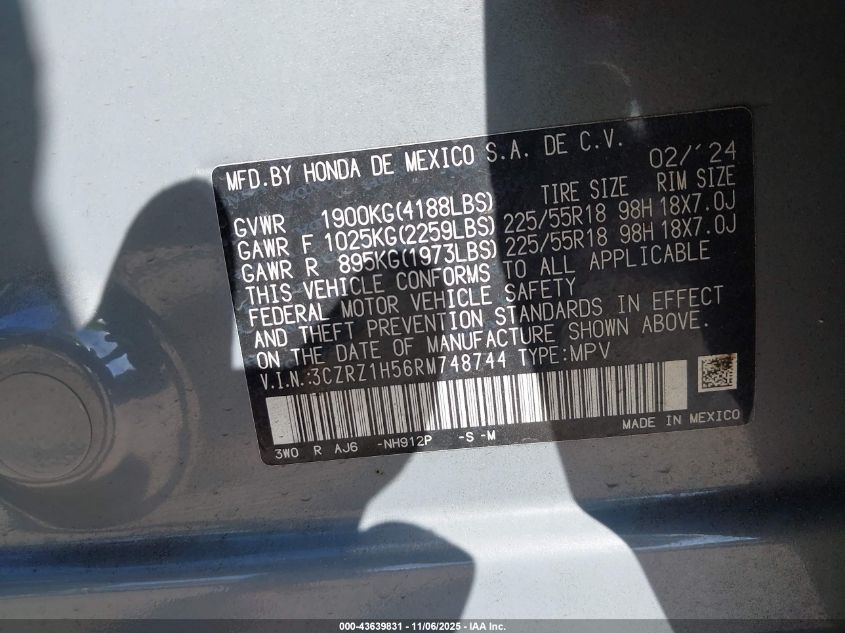 MFD.BY HONDA DE MEXICO S.A. DE C.V. 02/'24
TIRE SIZE RIM SIZE
GVWR 1900KG(4188LBS)
GAWR F 1025KG(2259LBS) 225/55R18 98H 18X7.0J
GAWR R 895KG(1973LBS) 225/55R18 98H 18X7.0J
THIS VEHICLE CONFORMS TO ALL APPLICABLE
FEDERAL MOTOR VEHICLE SAFETY
AND THEFT PREVENTION STANDARDS IN EFFECT
ON THE DATE OF MANUFACTURE SHOWN ABOVE.
V.I.N.:3CZRZ1H56RM748744 TYPE:MPV
3WO R AJ6 -NH912P -S -M MADE IN MEXICO
000-43639831 - 11/06/2025 - IAA Inc.